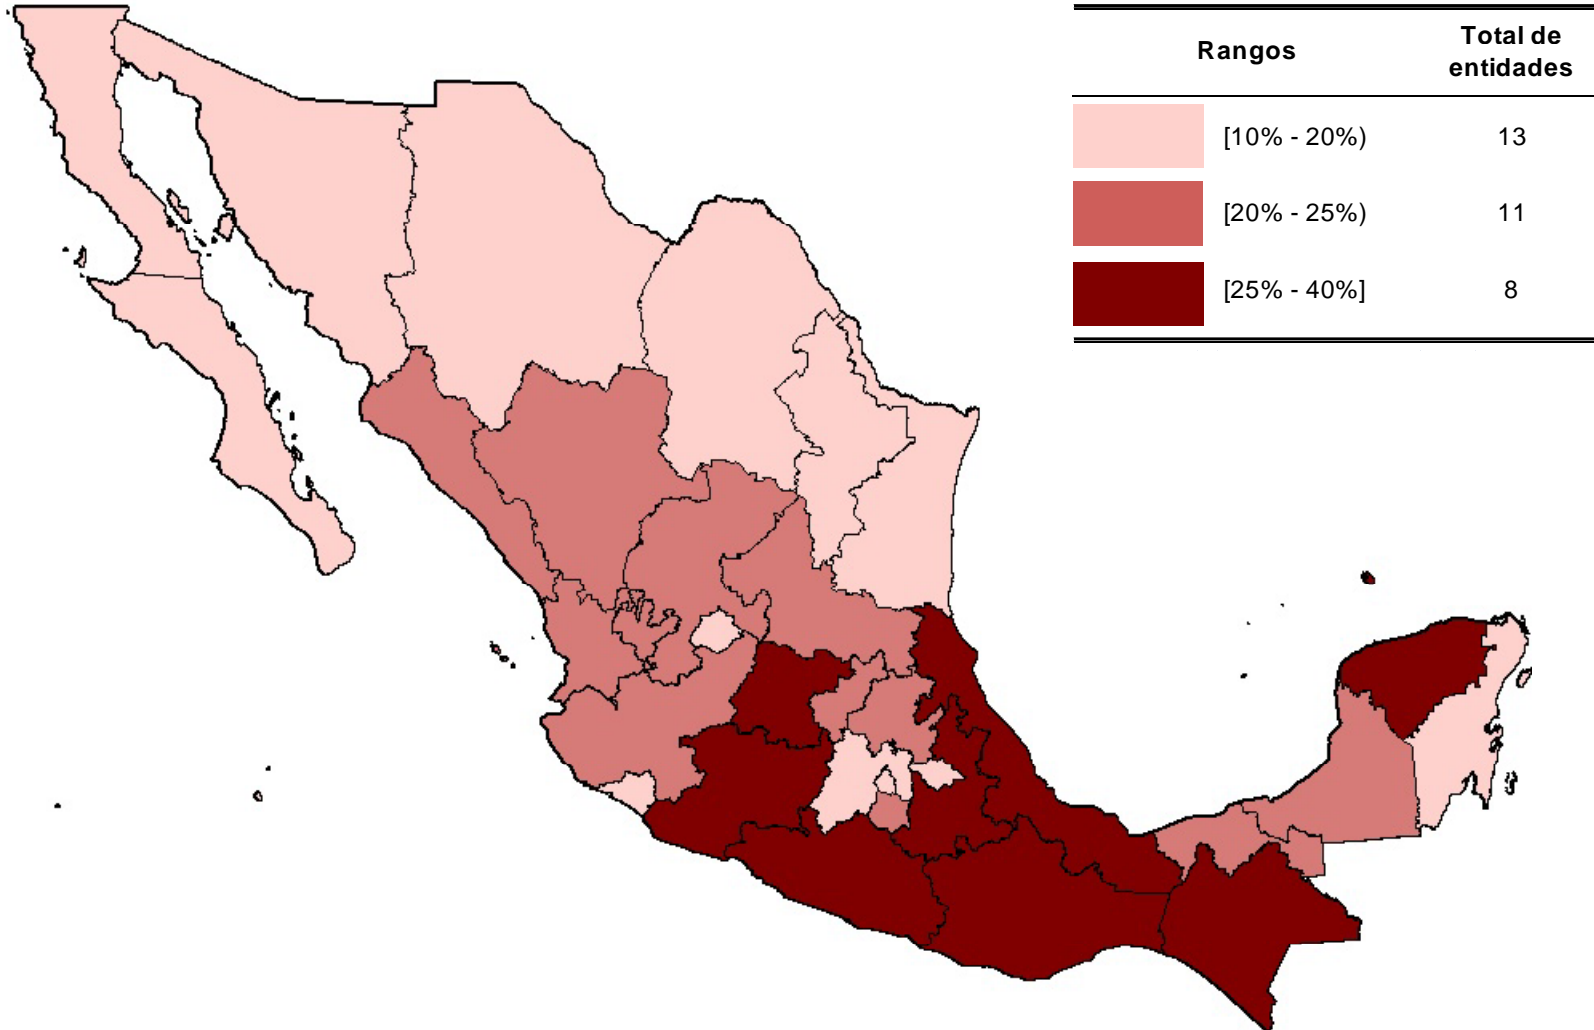 Rangos Total de
entidades
[10% - 20%) 13
[20% - 25%) 11
[25% - 40%] 8